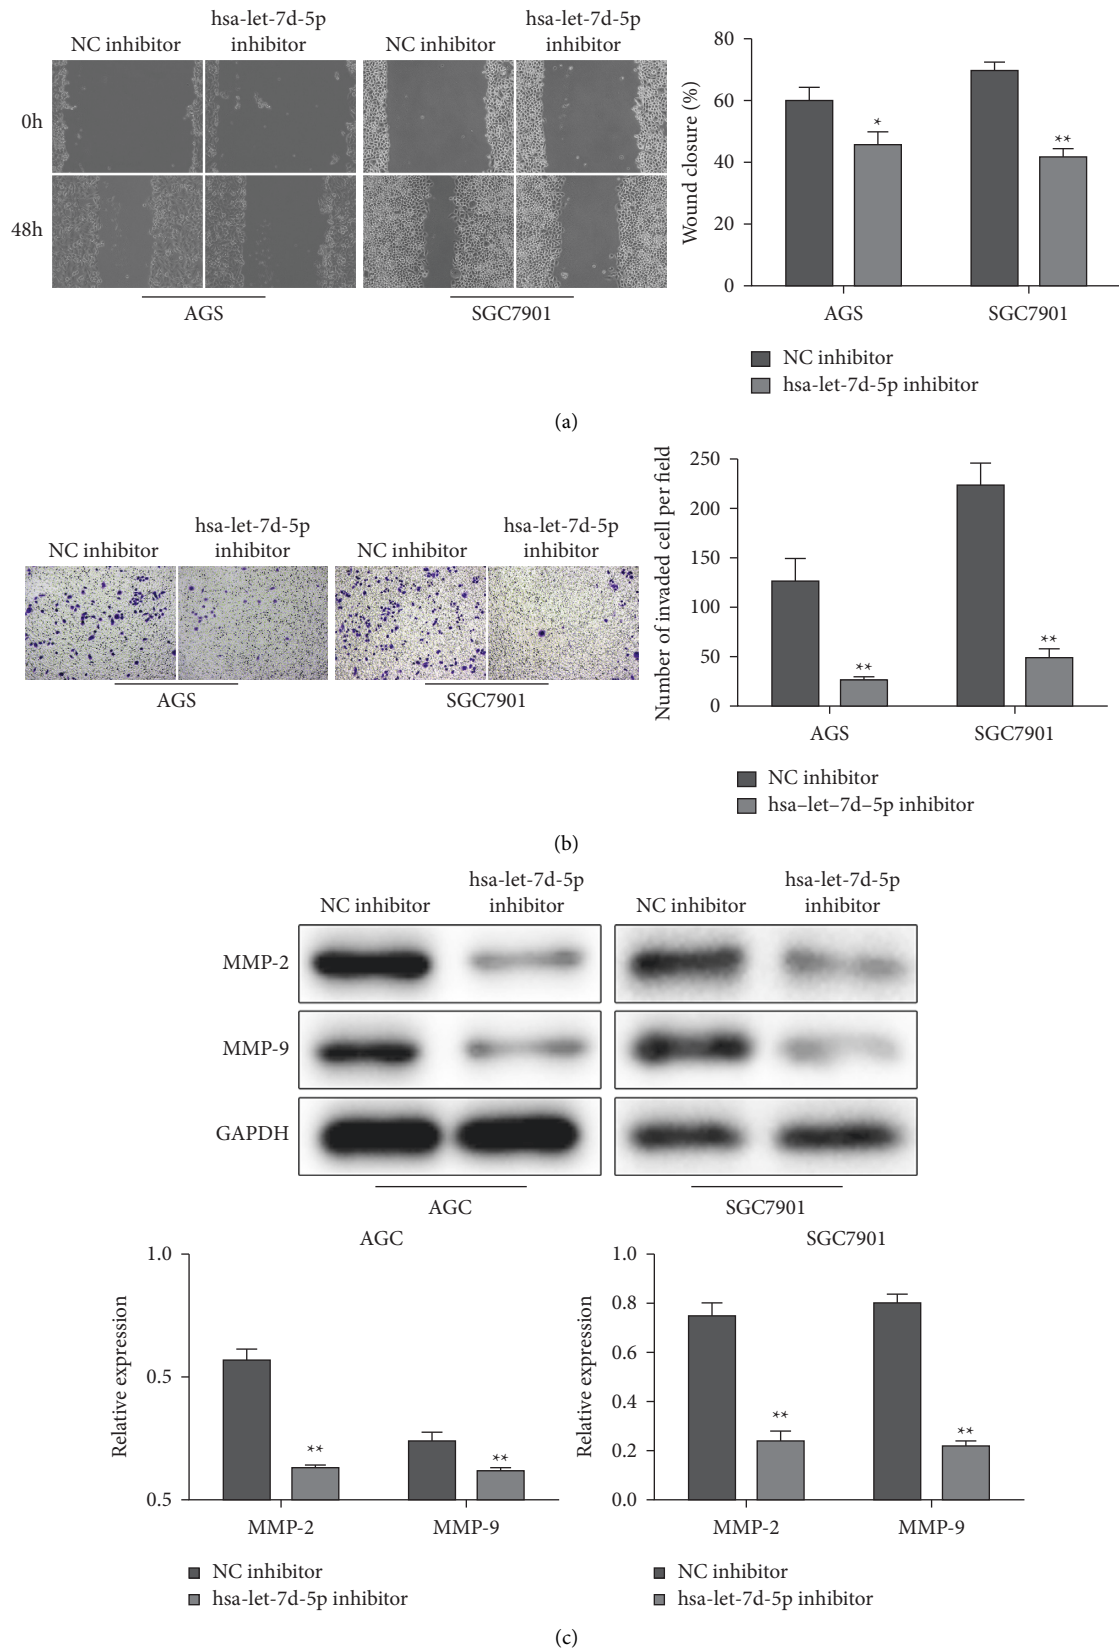 NC inhibitor
hsa-let-7d-5p
inhibitor
NC inhibitor
hsa-let-7d-5p
inhibitor
0h
48h
AGS
SGC7901
Wound closure (%)
80
60
40
20
0
*
**
AGS
SGC7901
NC inhibitor
hsa-let-7d-5p inhibitor
(a)
NC inhibitor
hsa-let-7d-5p
inhibitor
NC inhibitor
hsa-let-7d-5p
inhibitor
AGS
SGC7901
Number of invaded cell per field
250
200
150
100
50
0
**
**
AGS
SGC7901
NC inhibitor
hsa–let–7d–5p inhibitor
(b)
NC inhibitor
hsa-let-7d-5p
inhibitor
NC inhibitor
hsa-let-7d-5p
inhibitor
MMP-2
MMP-9
GAPDH
AGC
SGC7901
AGC
Relative expression
1.0
0.5
0.5
**
**
MMP-2
MMP-9
NC inhibitor
hsa-let-7d-5p inhibitor
SGC7901
Relative expression
1.0
0.8
0.6
0.4
0.2
0.0
**
**
MMP-2
MMP-9
NC inhibitor
hsa-let-7d-5p inhibitor
(c)